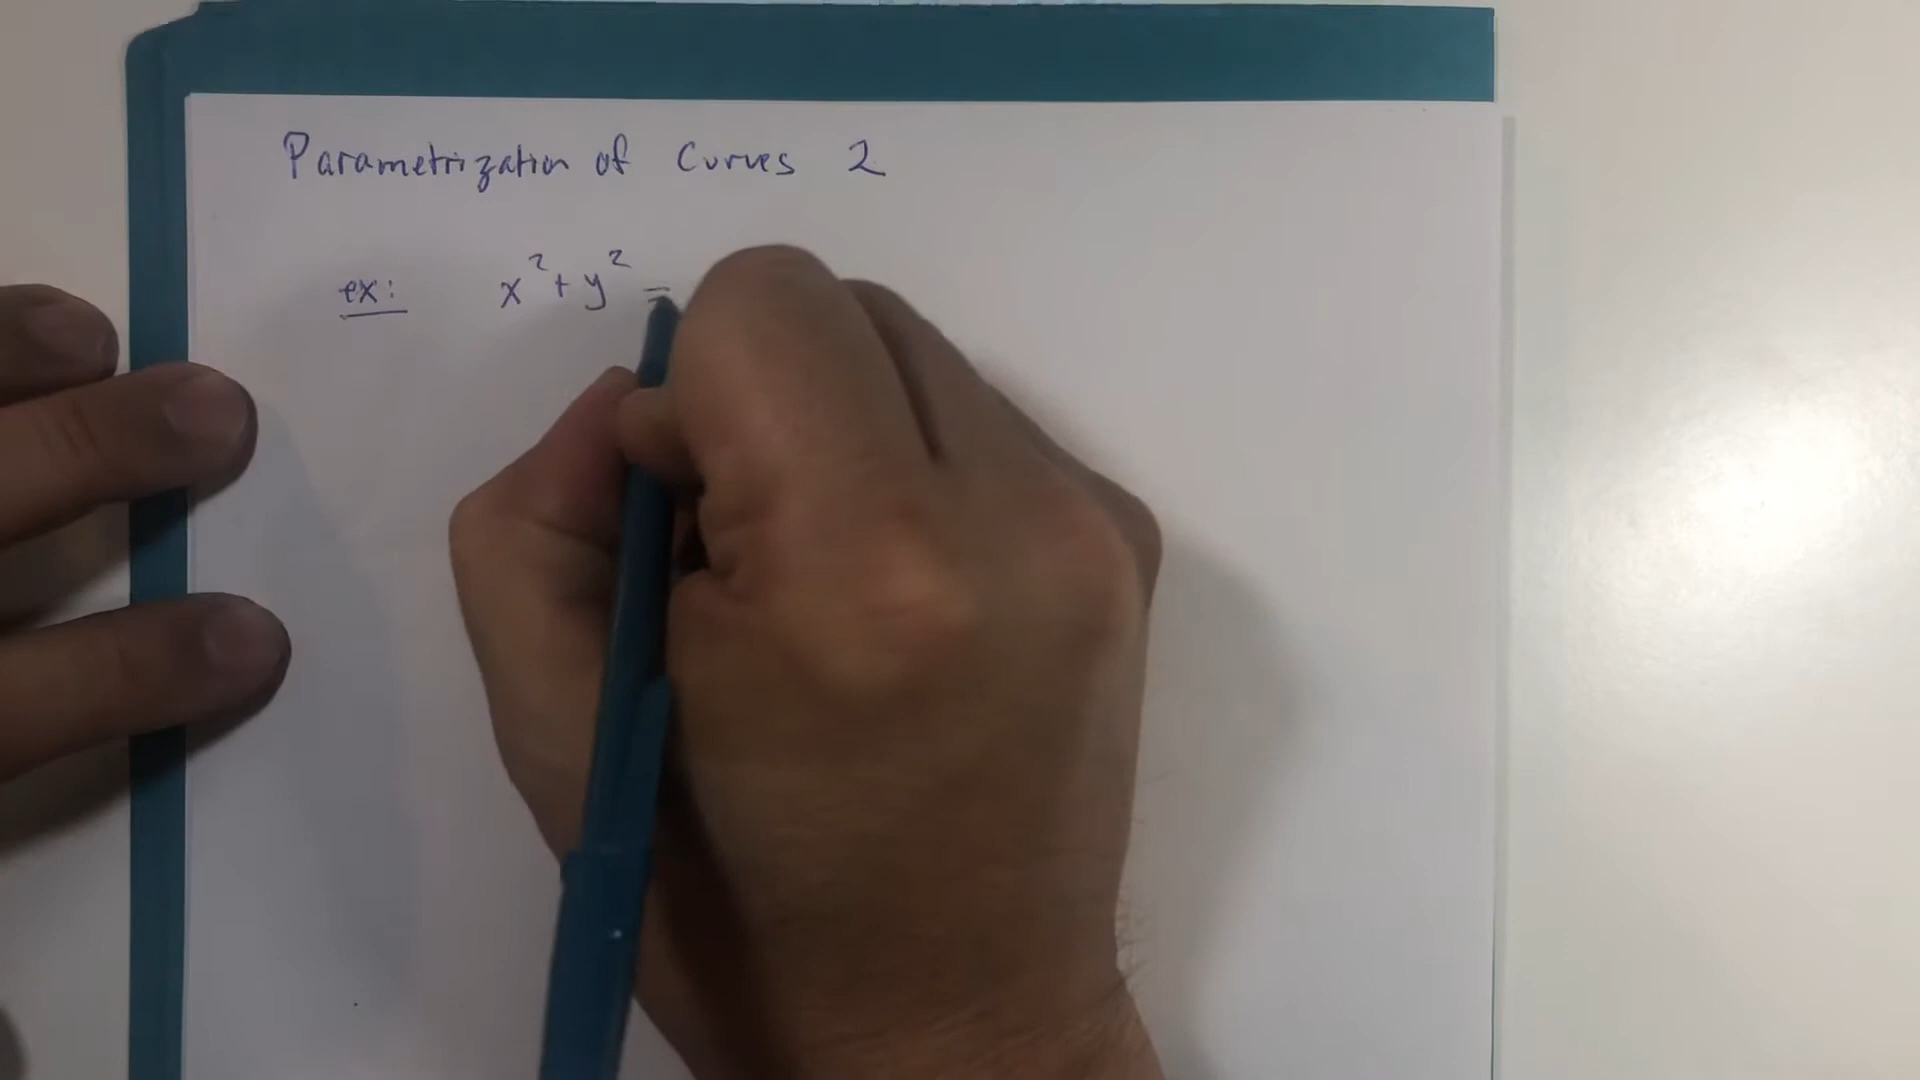 Parametrization of Curves 2
ex: x²+y² =